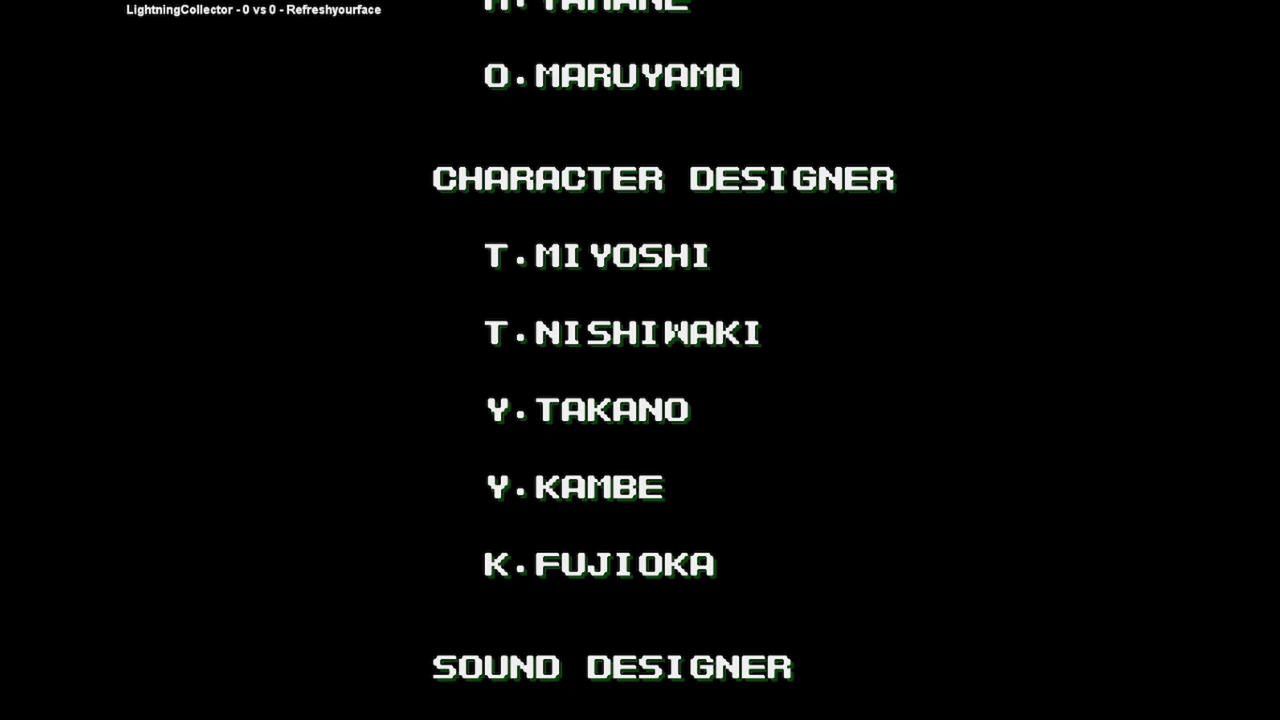 LightningCollector - 0 vs 0 - Refreshyourface
O.MARUYAMA
CHARACTER DESIGNER
T.MIYOSHI
T.NISHIWAKI
Y.TAKANO
Y.KAMBE
K.FUJIOKA
SOUND DESIGNER